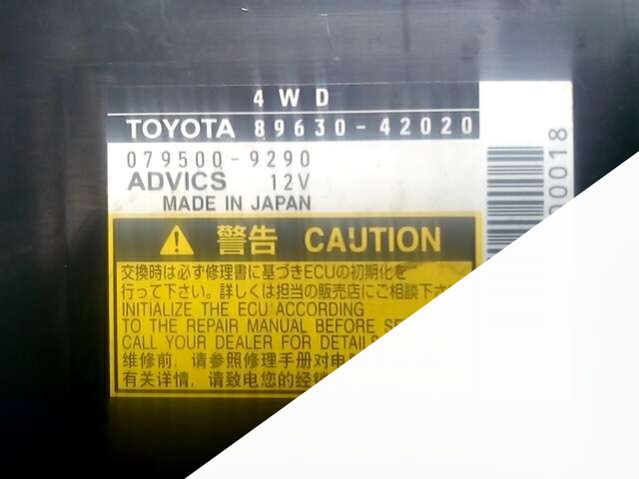 4WD
TOYOTA 89630-42020
079500-9290
ADVICS 12V
MADE IN JAPAN
00018
警告 CAUTION
交換時は必ず修理書に基づきECUの初期化を
行って下さい。詳しくは担当の販売店にご相談下さ
INITIALIZE THE ECU ACCORDING
TO THE REPAIR MANUAL BEFORE
CALL YOUR DEALER FOR DETAILS
维修前,请参照修理手册对电
有关详情,请致电您的经销